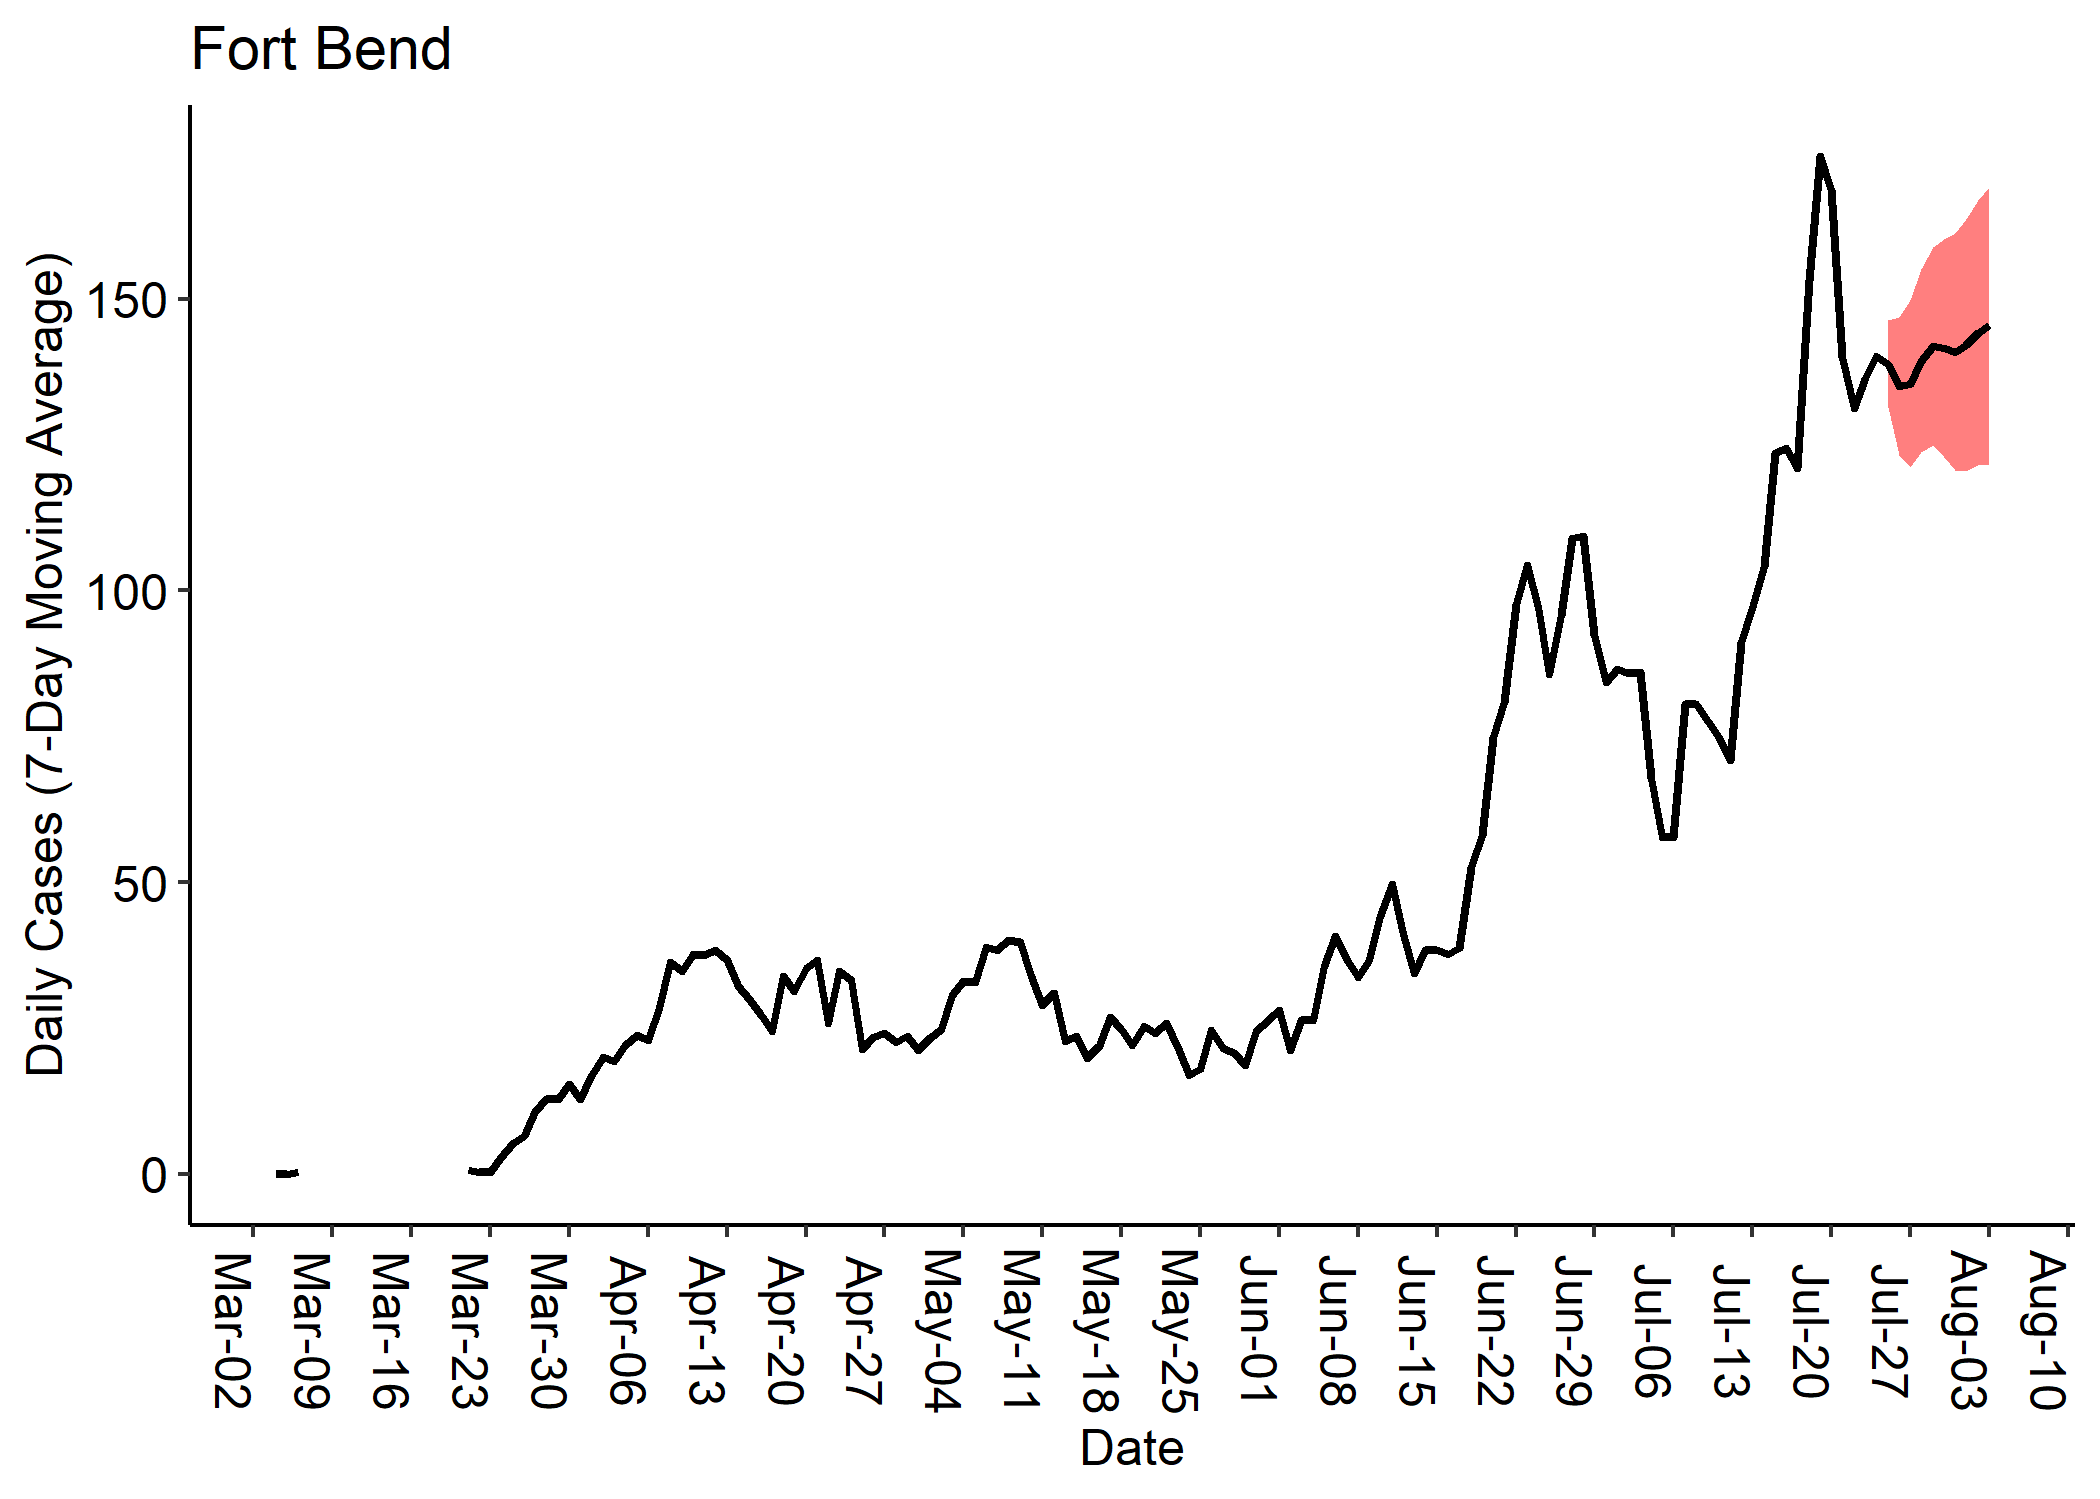 Fort Bend
Daily Cases (7-Day Moving Average)
150
100
50
0
Mar-02
Mar-09
Mar-16
Mar-23
Mar-30
Apr-06
Apr-13
Apr-20
Apr-27
May-04
May-11
May-18
May-25
Jun-01
Jun-08
Jun-15
Jun-22
Jun-29
Jul-06
Jul-13
Jul-20
Jul-27
Aug-03
Aug-10
Date